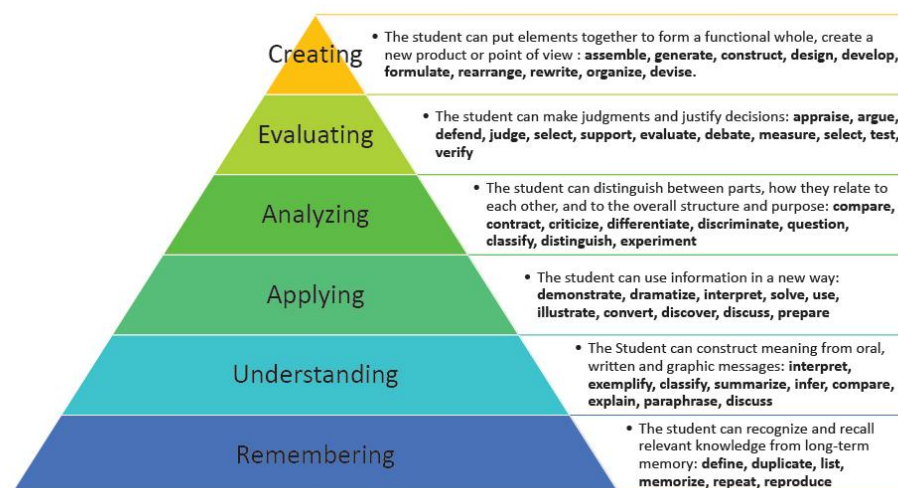 Creating
• The student can put elements together to form a functional whole, create a
new product or point of view : assemble, generate, construct, design, develop,
formulate, rearrange, rewrite, organize, devise.
Evaluating
• The student can make judgments and justify decisions: appraise, argue,
defend, judge, select, support, evaluate, debate, measure, select, test,
verify
Analyzing
• The student can distinguish between parts, how they relate to
each other, and to the overall structure and purpose: compare,
contract, criticize, differentiate, discriminate, question,
classify, distinguish, experiment
Applying
• The student can use information in a new way:
demonstrate, dramatize, interpret, solve, use,
illustrate, convert, discover, discuss, prepare
Understanding
• The Student can construct meaning from oral,
written and graphic messages: interpret,
exemplify, classify, summarize, infer, compare,
explain, paraphrase, discuss
Remembering
• The student can recognize and recall
relevant knowledge from long-term
memory: define, duplicate, list,
memorize, repeat, reproduce